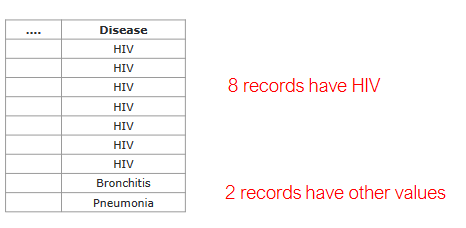 .... Disease
HIV
HIV
HIV
HIV
HIV
HIV
HIV
Bronchitis
Pneumonia
8 records have HIV
2 records have other values